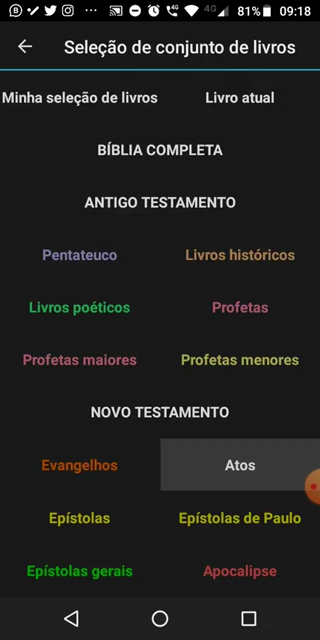 4G 4G 81% 09:18
Seleção de conjunto de livros
Minha seleção de livros Livro atual
BÍBLIA COMPLETA
ANTIGO TESTAMENTO
Pentateuco Livros históricos
Livros poéticos Profetas
Profetas maiores Profetas menores
NOVO TESTAMENTO
Evangelhos Atos
Epístolas Epístolas de Paulo
Epístolas gerais Apocalipse